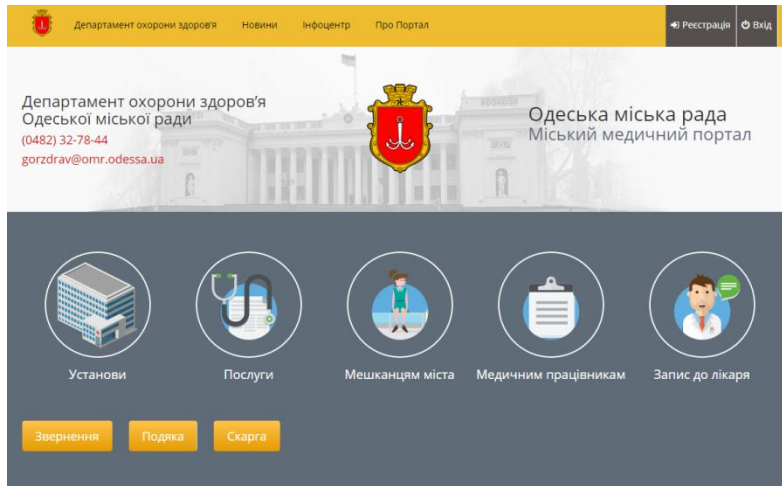 Департамент охорони здоров'я Новини Інфоцентр Про Портал Реєстрація Вхід
Департамент охорони здоров'я
Одеської міської ради
(0482) 32-78-44
gorzdrav@omr.odessa.ua
Одеська міська рада
Міський медичний портал
Установи Послуги Мешканцям міста Медичним працівникам Запис до лікаря
Звернення Подяка Скарга